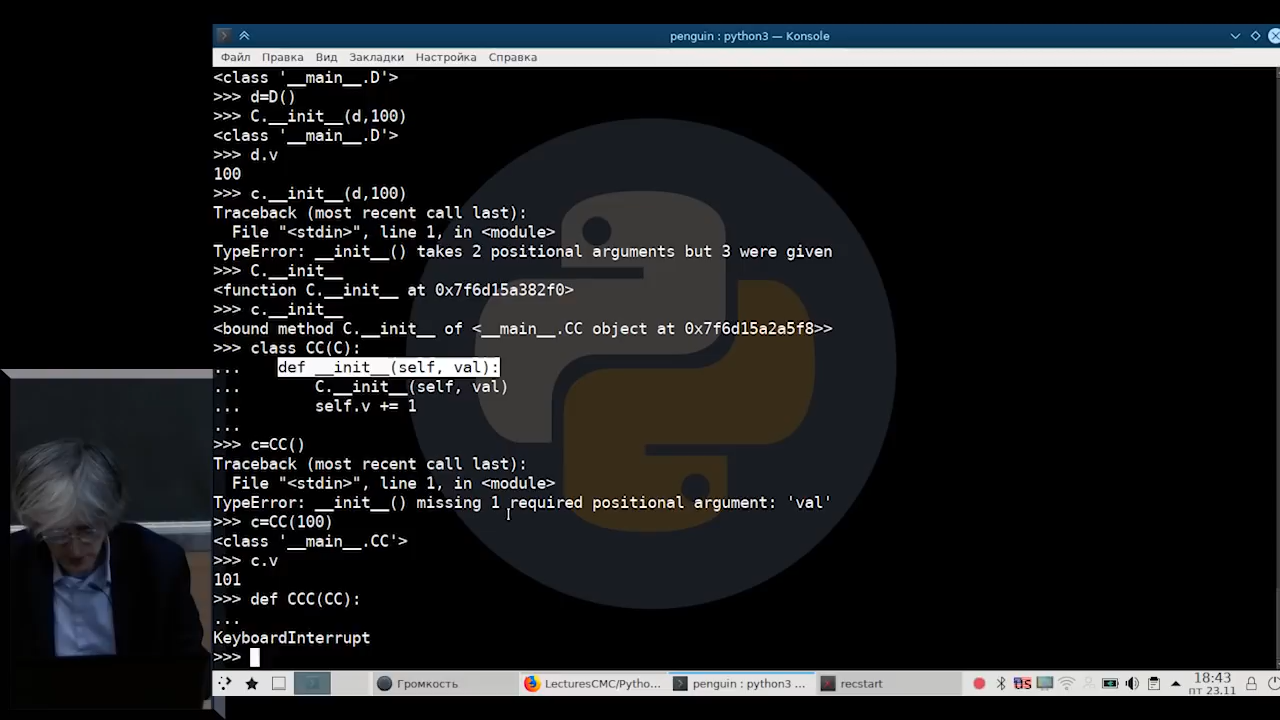 penguin : python3 — Konsole
Файл Правка Вид Закладки Настройка Справка
<class '__main__.D'>
>>> d=D()
>>> C.__init__(d,100)
<class '__main__.D'>
>>> d.v
100
>>> c.__init__(d,100)
Traceback (most recent call last):
  File "<stdin>", line 1, in <module>
TypeError: __init__() takes 2 positional arguments but 3 were given
>>> C.__init__
<function C.__init__ at 0x7f6d15a382f0>
>>> c.__init__
<bound method C.__init__ of <__main__.CC object at 0x7f6d15a2a5f8>>
>>> class CC(C):
...     def __init__(self, val):
...         C.__init__(self, val)
...         self.v += 1
...
>>> c=CC()
Traceback (most recent call last):
  File "<stdin>", line 1, in <module>
TypeError: __init__() missing 1 required positional argument: 'val'
>>> c=CC(100)
<class '__main__.CC'>
>>> c.v
101
>>> def CCC(CC):
...
KeyboardInterrupt
>>>
Громкость LecturesCMC/Pytho... penguin : python3 ... recstart US 18:43
пт 23.11